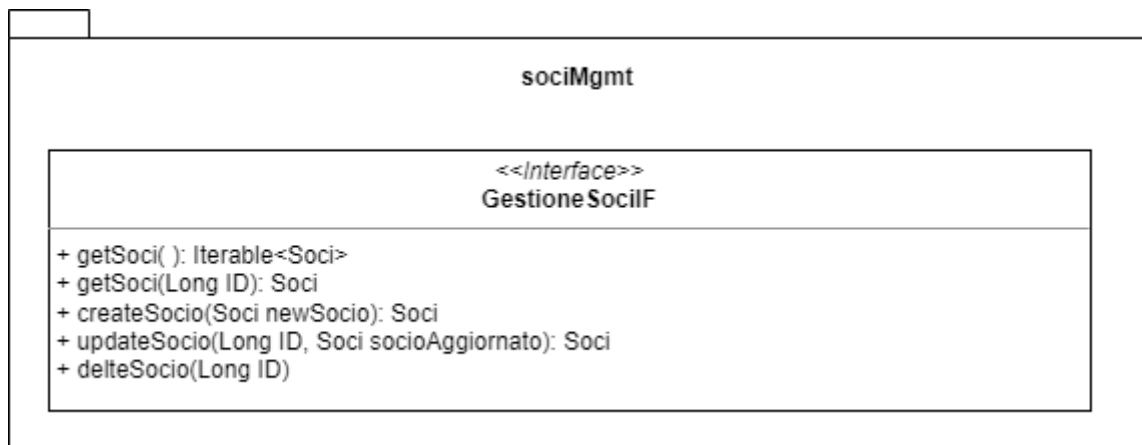 sociMgmt
<<Interface>>
GestioneSociIF
+ getSoci( ): Iterable<Soci>
+ getSoci(Long ID): Soci
+ createSocio(Soci newSocio): Soci
+ updateSocio(Long ID, Soci socioAggiornato): Soci
+ delteSocio(Long ID)